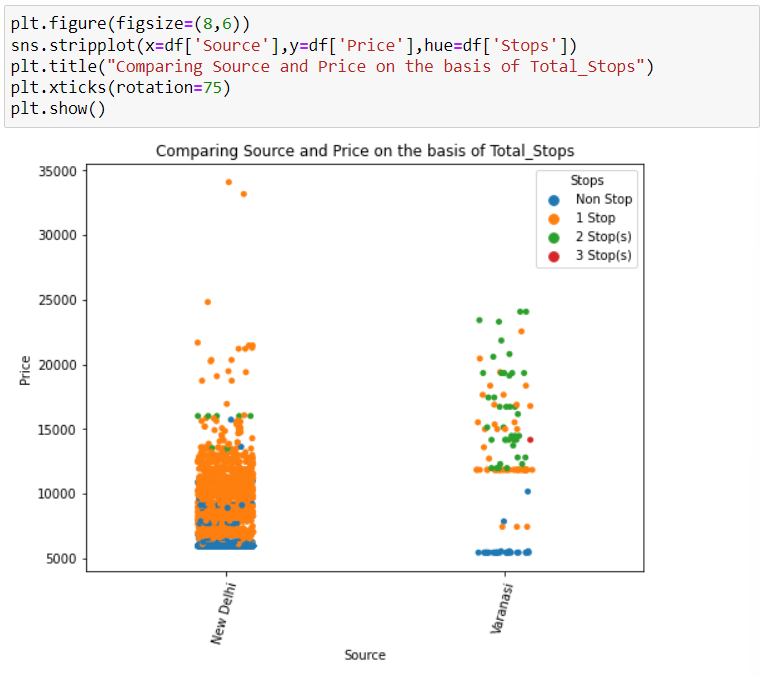 plt.figure(figsize=(8,6))
sns.stripplot(x=df['Source'],y=df['Price'],hue=df['Stops'])
plt.title("Comparing Source and Price on the basis of Total_Stops")
plt.xticks(rotation=75)
plt.show()
Comparing Source and Price on the basis of Total_Stops
35000
30000
25000
20000
15000
10000
5000
Price
Stops
Non Stop
1 Stop
2 Stop(s)
3 Stop(s)
New Delhi
Varanasi
Source